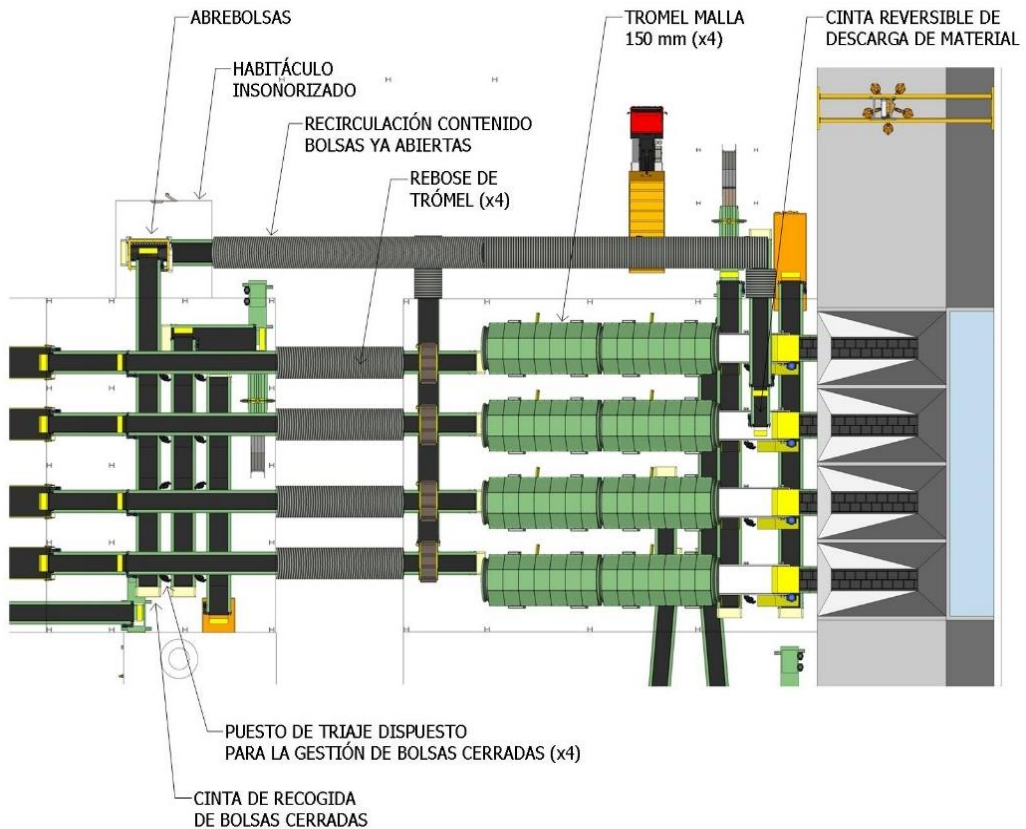 ABREBOLSAS
TROMEL MALLA
150 mm (x4)
CINTA REVERSIBLE DE
DESCARGA DE MATERIAL
HABITÁCULO
INSONORIZADO
RECIRCULACIÓN CONTENIDO
BOLSAS YA ABIERTAS
REBOSE DE
TRÓMEL (x4)
PUESTO DE TRIAJE DISPUESTO
PARA LA GESTIÓN DE BOLSAS CERRADAS (x4)
CINTA DE RECOGIDA
DE BOLSAS CERRADAS